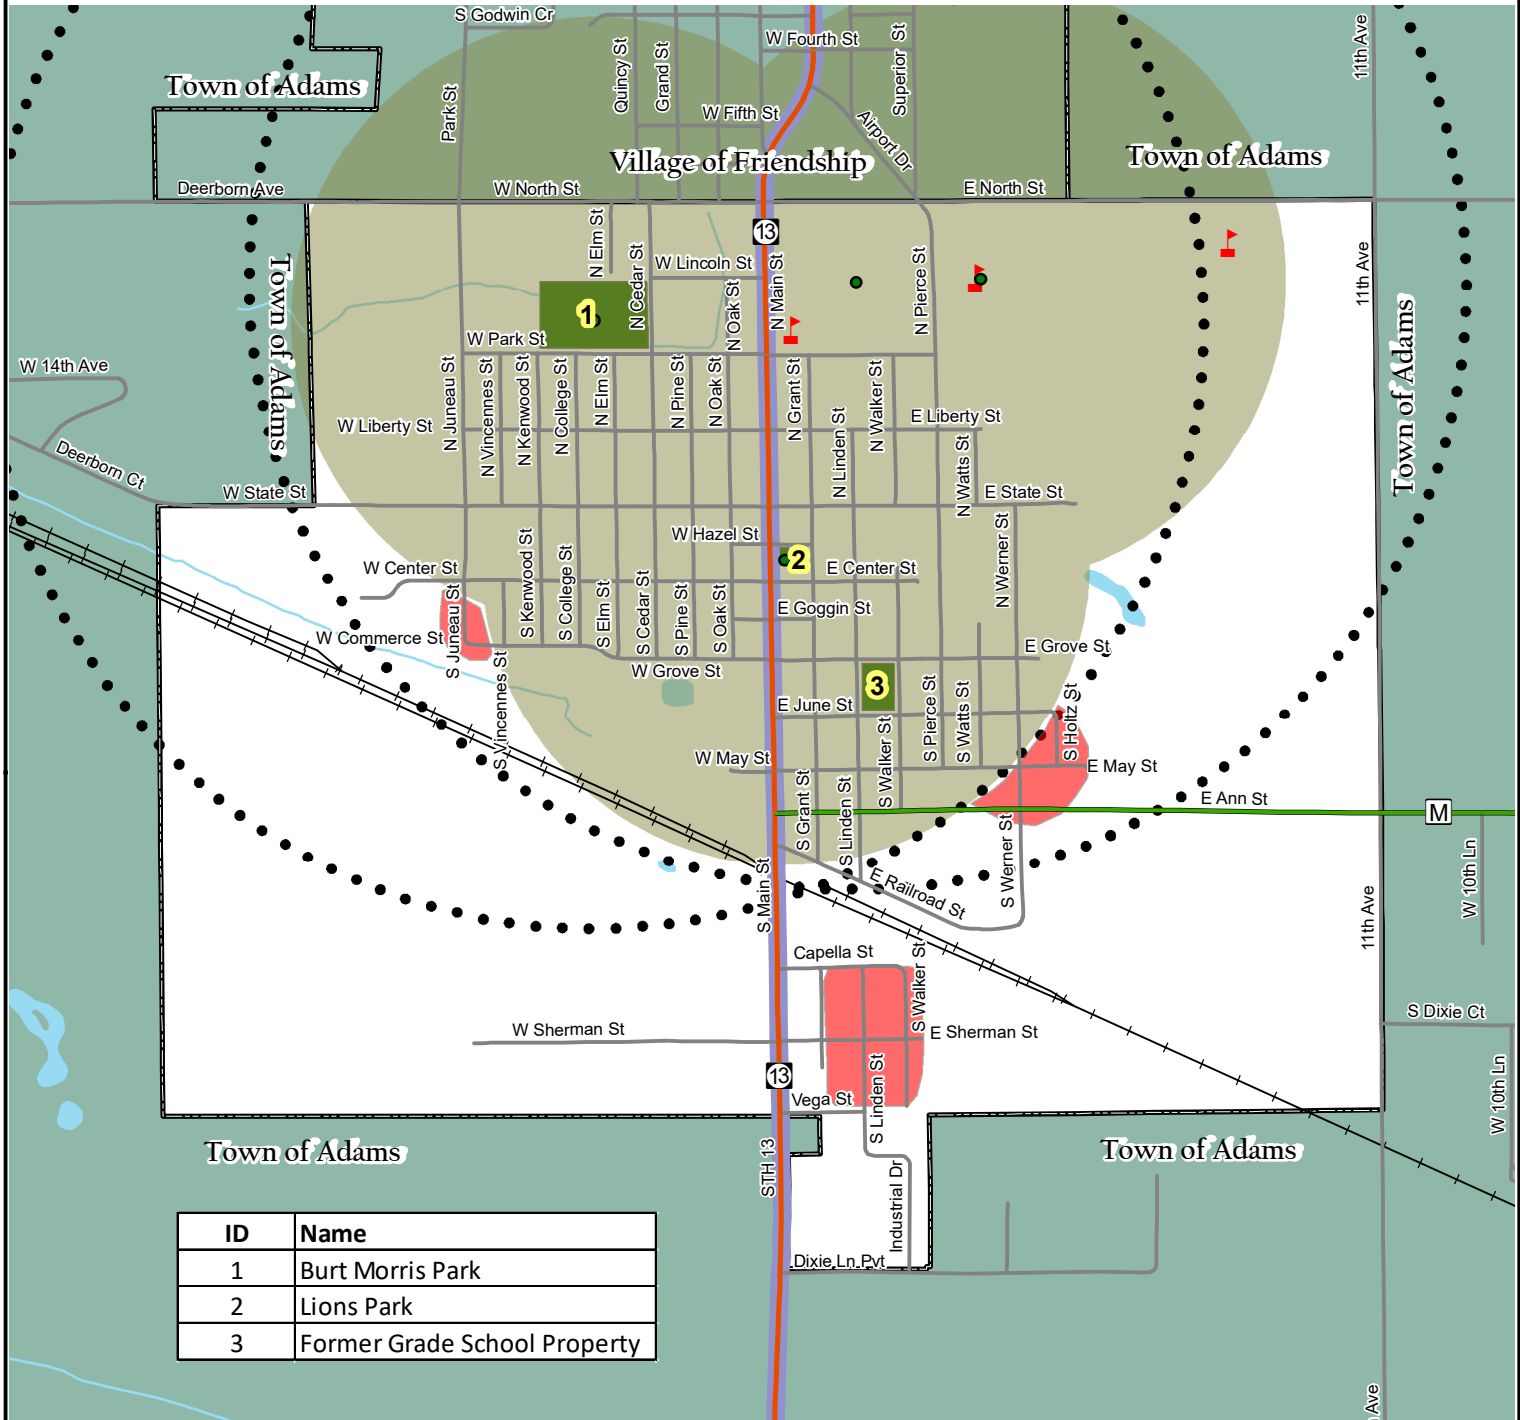 S Godwin Cr
W Fourth St
Superior St
11th Ave
Quincy St
Grand St
Town of Adams
Park St
W Fifth St
Airport Dr
Village of Friendship
Town of Adams
Deerborn Ave
W North St
E North St
13
N Elm St
N Cedar St
W Lincoln St
N Main St
N Oak St
N Pierce St
11th Ave
Town of Adams
Town of Adams
1
W Park St
W 14th Ave
N Juneau St
N Vincennes St
N Kenwood St
N College St
N Elm St
N Pine St
N Oak St
N Grant St
N Linden St
N Walker St
E Liberty St
W Liberty St
N Watts St
Deerborn Ct
W State St
E State St
W Hazel St
2
N Werner St
W Center St
E Center St
S Juneau St
S Kenwood St
S College St
S Elm St
S Cedar St
S Pine St
S Oak St
E Goggin St
W Commerce St
E Grove St
W Grove St
3
S Vincennes St
E June St
S Walker St
S Pierce St
S Watts St
S Holtz St
W May St
E May St
S Grant St
S Linden St
E Ann St
M
S Werner St
W 10th Ln
S Main St
E Railroad St
11th Ave
Capella St
S Walker St
S Dixie Ct
W Sherman St
E Sherman St
13
S Linden St
Vega St
W 10th Ln
Town of Adams
Town of Adams
STH 13
Industrial Dr
Dixie Ln Pvt
ID Name
1 Burt Morris Park
2 Lions Park
3 Former Grade School Property
Ave